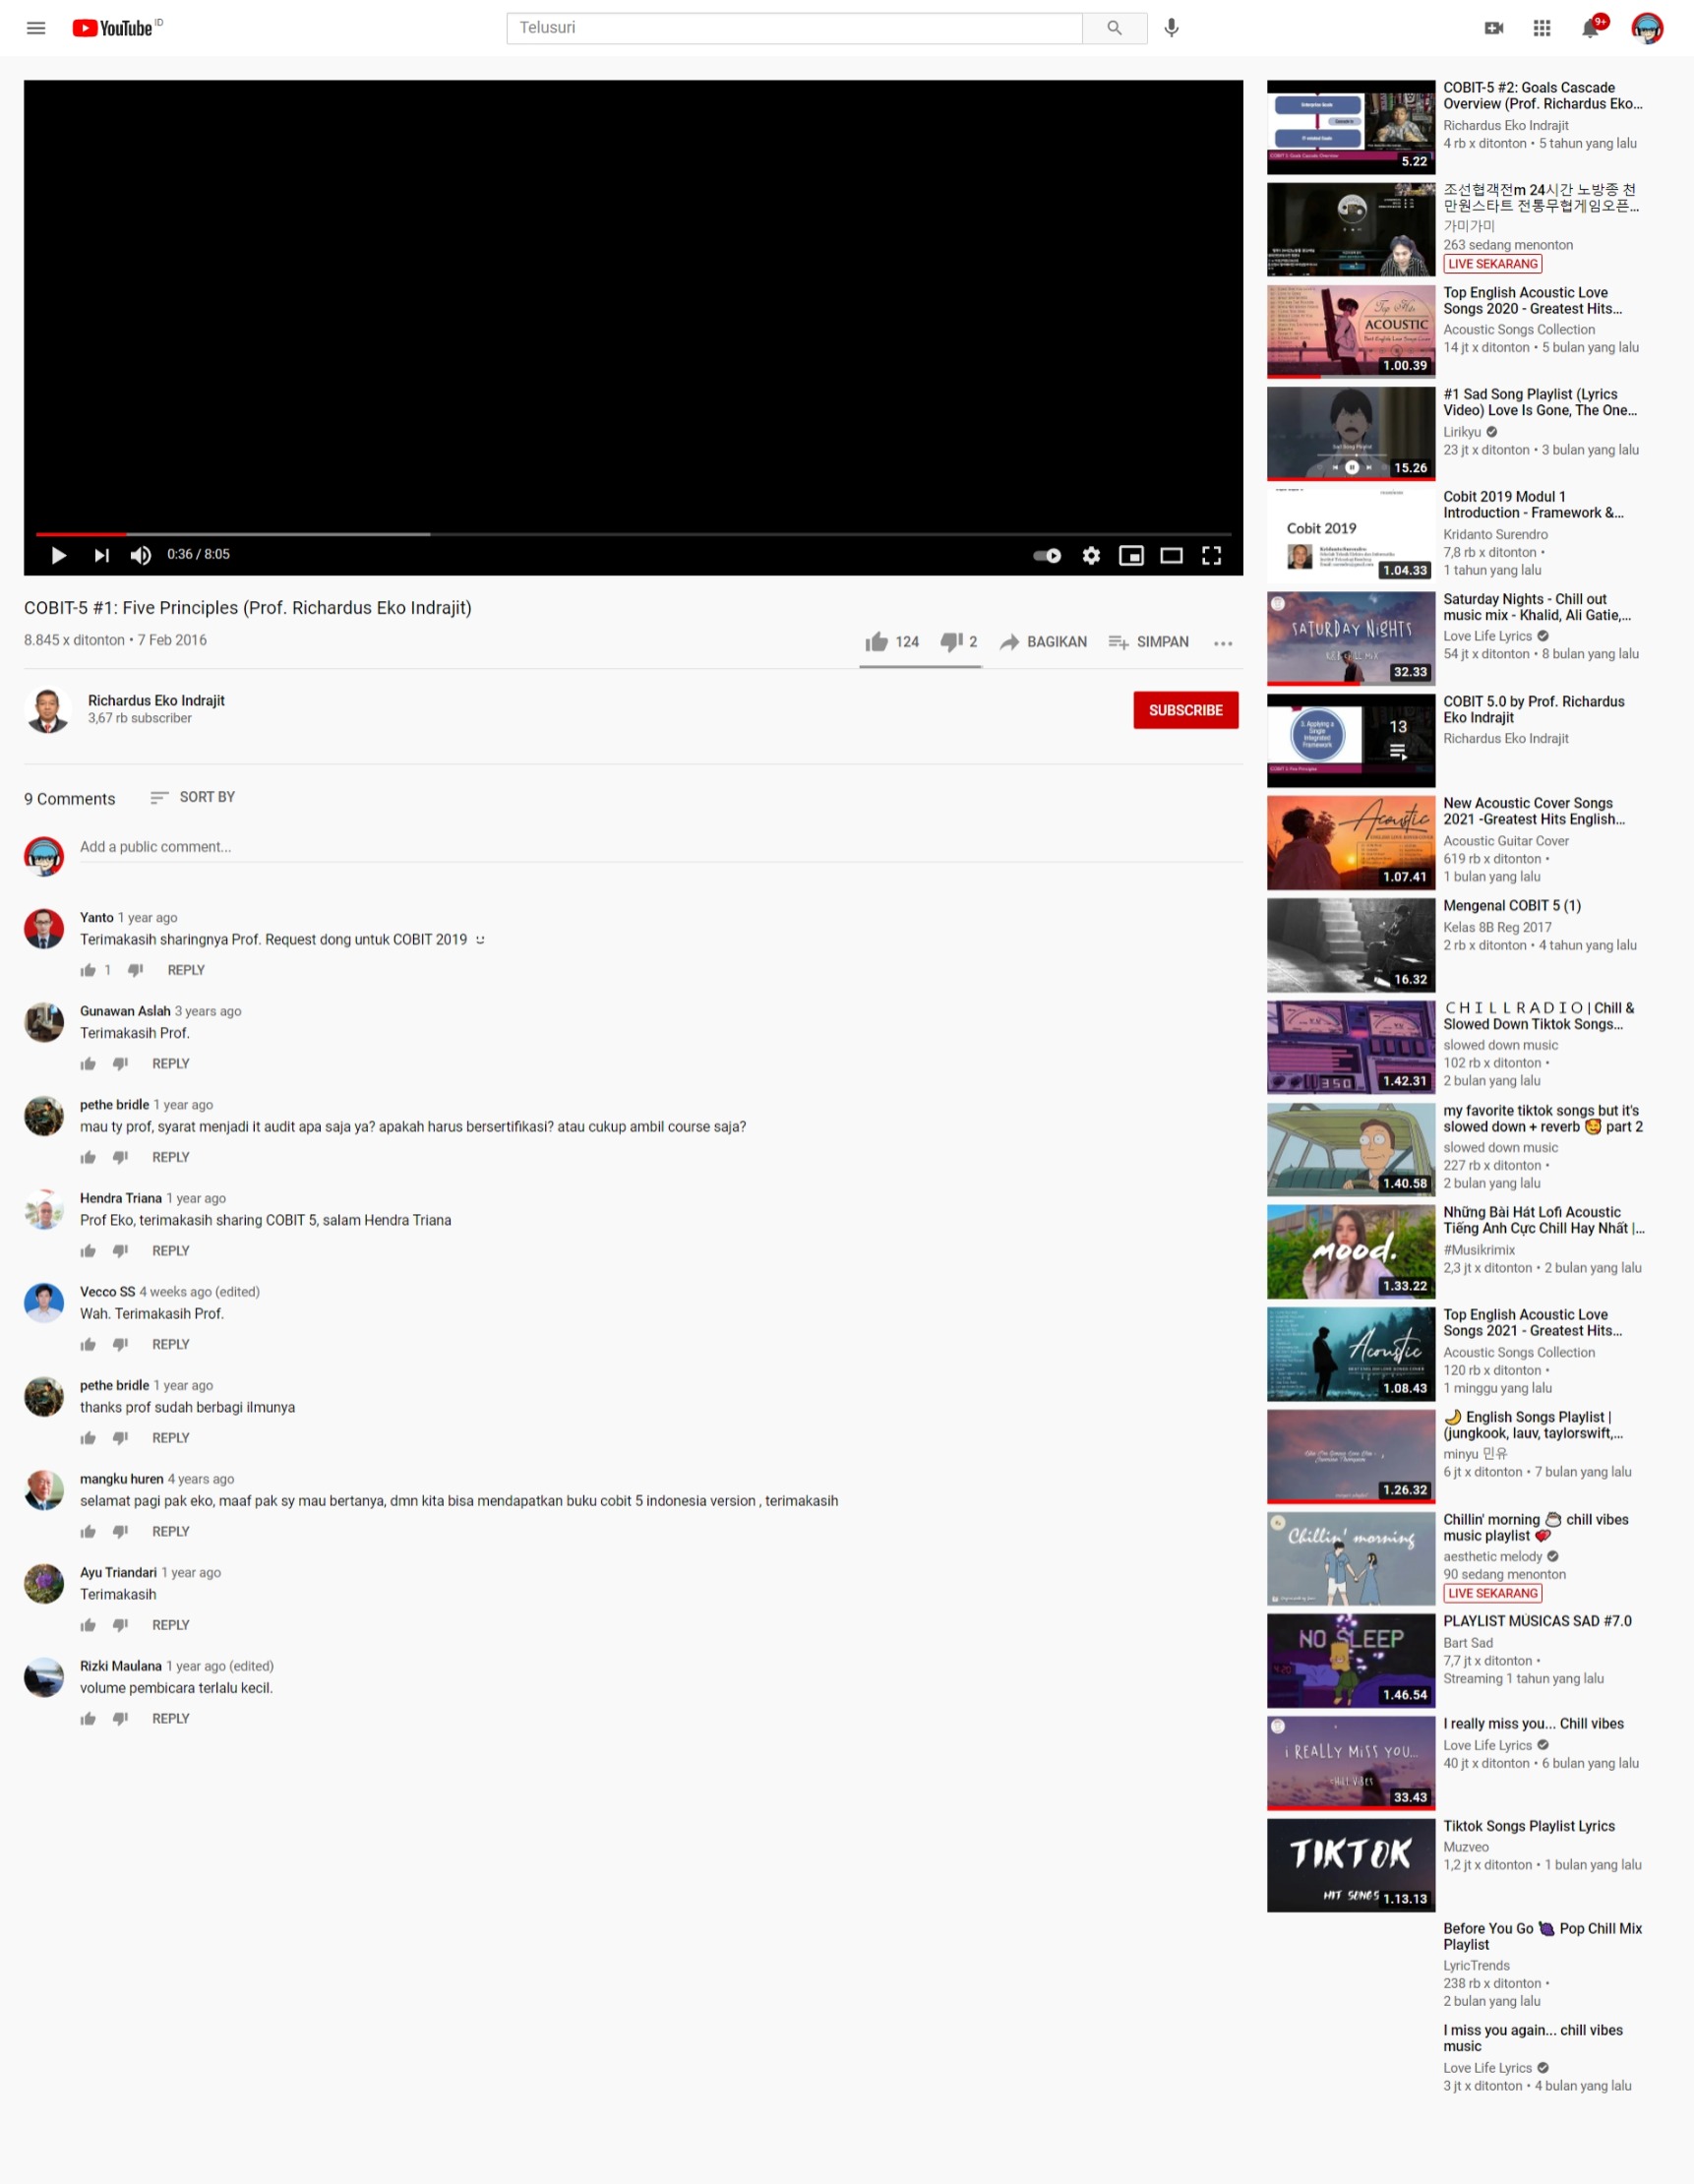 YouTube ID
Telusuri
9+
0:36 / 8:05
COBIT-5 #1: Five Principles (Prof. Richardus Eko Indrajit)
8.845 x ditonton • 7 Feb 2016
124
2
BAGIKAN
SIMPAN
Richardus Eko Indrajit
3,67 rb subscriber
SUBSCRIBE
9 Comments
SORT BY
Add a public comment...
Yanto 1 year ago
Terimakasih sharingnya Prof. Request dong untuk COBIT 2019
1
REPLY
Gunawan Aslah 3 years ago
Terimakasih Prof.
REPLY
pethe bridle 1 year ago
mau ty prof, syarat menjadi it audit apa saja ya? apakah harus bersertifikasi? atau cukup ambil course saja?
REPLY
Hendra Triana 1 year ago
Prof Eko, terimakasih sharing COBIT 5, salam Hendra Triana
REPLY
Vecco SS 4 weeks ago (edited)
Wah. Terimakasih Prof.
REPLY
pethe bridle 1 year ago
thanks prof sudah berbagi ilmunya
REPLY
mangku huren 4 years ago
selamat pagi pak eko, maaf pak sy mau bertanya, dmn kita bisa mendapatkan buku cobit 5 indonesia version , terimakasih
REPLY
Ayu Triandari 1 year ago
Terimakasih
REPLY
Rizki Maulana 1 year ago (edited)
volume pembicara terlalu kecil.
REPLY
5.22
COBIT-5 #2: Goals Cascade
Overview (Prof. Richardus Eko...
Richardus Eko Indrajit
4 rb x ditonton • 5 tahun yang lalu
조선협객전m 24시간 노방종 천
만원스타트 전통무협게임오픈...
가미가미
263 sedang menonton
LIVE SEKARANG
ACOUSTIC
1.00.39
Top English Acoustic Love
Songs 2020 - Greatest Hits...
Acoustic Songs Collection
14 jt x ditonton • 5 bulan yang lalu
15.26
#1 Sad Song Playlist (Lyrics
Video) Love Is Gone, The One...
Lirikyu
23 jt x ditonton • 3 bulan yang lalu
Cobit 2019
Kridanto Surendro
1.04.33
Cobit 2019 Modul 1
Introduction - Framework &...
Kridanto Surendro
7,8 rb x ditonton •
1 tahun yang lalu
SATURDAY NIGHTS
32.33
Saturday Nights - Chill out
music mix - Khalid, Ali Gatie,...
Love Life Lyrics
54 jt x ditonton • 8 bulan yang lalu
2. Applying a
Single
Integrated
Framework
13
COBIT 5.0 by Prof. Richardus
Eko Indrajit
Richardus Eko Indrajit
Acoustic
1.07.41
New Acoustic Cover Songs
2021 -Greatest Hits English...
Acoustic Guitar Cover
619 rb x ditonton •
1 bulan yang lalu
16.32
Mengenal COBIT 5 (1)
Kelas 8B Reg 2017
2 rb x ditonton • 4 tahun yang lalu
350
1.42.31
ＣＨＩＬＬＲＡＤＩＯ | Chill &
Slowed Down Tiktok Songs...
slowed down music
102 rb x ditonton •
2 bulan yang lalu
1.40.58
my favorite tiktok songs but it's
slowed down + reverb 🥰 part 2
slowed down music
227 rb x ditonton •
2 bulan yang lalu
mood.
1.33.22
Những Bài Hát Lofi Acoustic
Tiếng Anh Cực Chill Hay Nhất |...
#Musikrimix
2,3 jt x ditonton • 2 bulan yang lalu
Acoustic
1.08.43
Top English Acoustic Love
Songs 2021 - Greatest Hits...
Acoustic Songs Collection
120 rb x ditonton •
1 minggu yang lalu
1.26.32
🌙 English Songs Playlist |
(jungkook, lauv, taylorswift,...
minyu 민유
6 jt x ditonton • 7 bulan yang lalu
Chillin' morning
Chillin' morning ☕ chill vibes
music playlist 💞
aesthetic melody
90 sedang menonton
LIVE SEKARANG
NO SLEEP
4:20
1.46.54
PLAYLIST MÚSICAS SAD #7.0
Bart Sad
7,7 jt x ditonton •
Streaming 1 tahun yang lalu
i REALLY MISS YOU...
CHILL VIBES
33.43
I really miss you... Chill vibes
Love Life Lyrics
40 jt x ditonton • 6 bulan yang lalu
TIKTOK
HIT SONGS
1.13.13
Tiktok Songs Playlist Lyrics
Muzveo
1,2 jt x ditonton • 1 bulan yang lalu
Before You Go 🍇 Pop Chill Mix
Playlist
LyricTrends
238 rb x ditonton •
2 bulan yang lalu
I miss you again... chill vibes
music
Love Life Lyrics
3 jt x ditonton • 4 bulan yang lalu